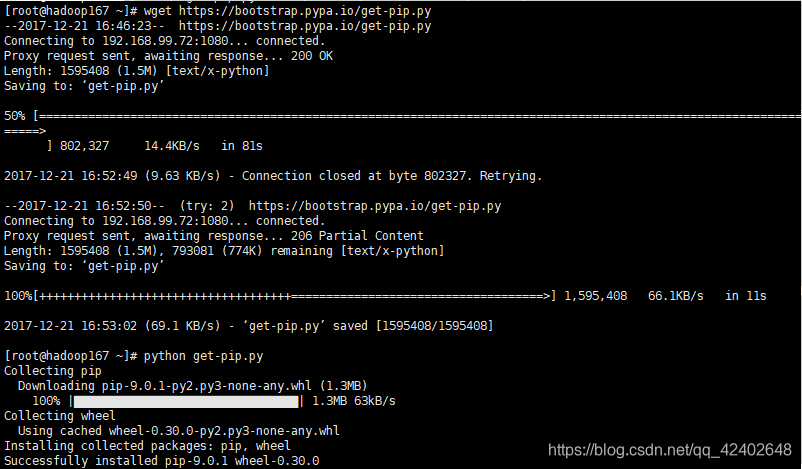 [root@hadoop167 ~]# wget https://bootstrap.pypa.io/get-pip.py
--2017-12-21 16:46:23--  https://bootstrap.pypa.io/get-pip.py
Connecting to 192.168.99.72:1080... connected.
Proxy request sent, awaiting response... 200 OK
Length: 1595408 (1.5M) [text/x-python]
Saving to: ‘get-pip.py’
50% [=============================================================================================================
=====>
] 802,327     14.4KB/s   in 81s
2017-12-21 16:52:49 (9.63 KB/s) - Connection closed at byte 802327. Retrying.
--2017-12-21 16:52:50--  (try: 2)  https://bootstrap.pypa.io/get-pip.py
Connecting to 192.168.99.72:1080... connected.
Proxy request sent, awaiting response... 206 Partial Content
Length: 1595408 (1.5M), 793081 (774K) remaining [text/x-python]
Saving to: ‘get-pip.py’
100%[++++++++++++++++++++++++++++++++++++====================================>] 1,595,408   66.1KB/s   in 11s
2017-12-21 16:53:02 (69.1 KB/s) - ‘get-pip.py’ saved [1595408/1595408]
[root@hadoop167 ~]# python get-pip.py
Collecting pip
Downloading pip-9.0.1-py2.py3-none-any.whl (1.3MB)
100% |████████████████████████████████| 1.3MB 63kB/s
Collecting wheel
Using cached wheel-0.30.0-py2.py3-none-any.whl
Installing collected packages: pip, wheel
Successfully installed pip-9.0.1 wheel-0.30.0
https://blog.csdn.net/qq_42402648